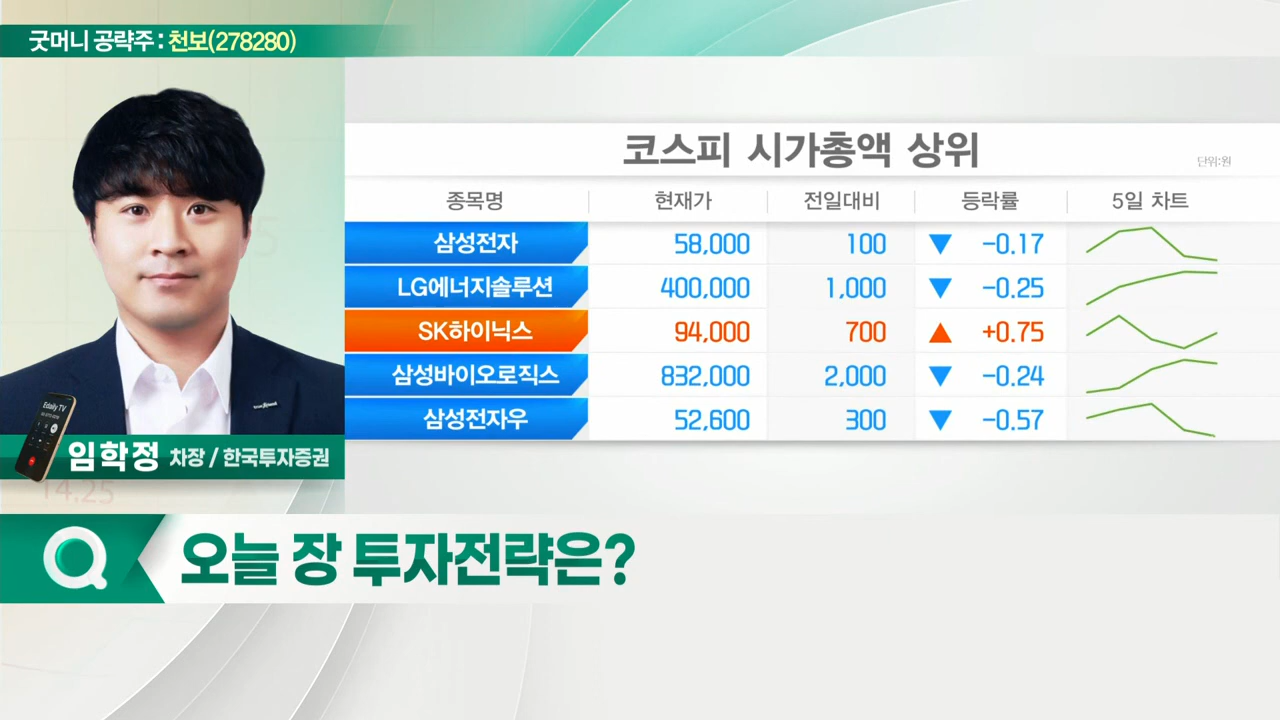 굿머니 공략주 : 천보(278280)
코스피 시가총액 상위
단위:원
종목명 현재가 전일대비 등락률 5일 차트
삼성전자 58,000 100 ▼ -0.17
LG에너지솔루션 400,000 1,000 ▼ -0.25
SK하이닉스 94,000 700 ▲ +0.75
삼성바이오로직스 832,000 2,000 ▼ -0.24
삼성전자우 52,600 300 ▼ -0.57
Edaily TV
임학정 차장 / 한국투자증권
14.25
오늘 장 투자전략은?